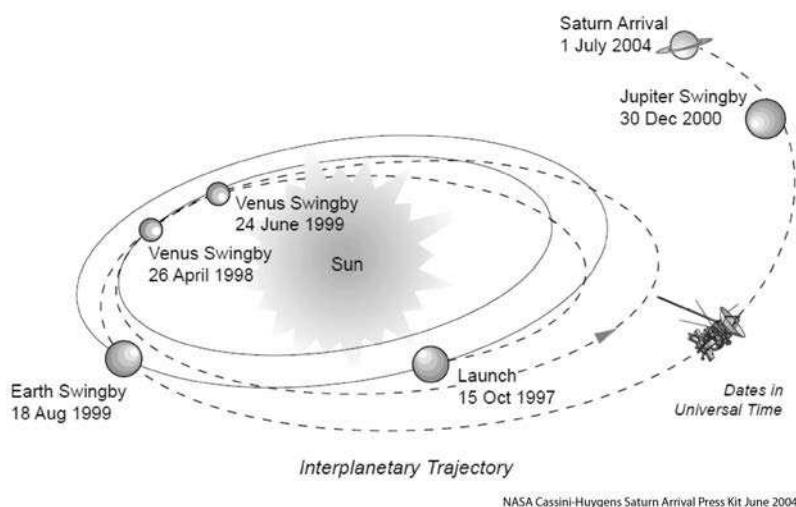 Saturn Arrival
1 July 2004
Jupiter Swingby
30 Dec 2000
Venus Swingby
24 June 1999
Venus Swingby
26 April 1998
Sun
Earth Swingby
18 Aug 1999
Launch
15 Oct 1997
Dates in
Universal Time
Interplanetary Trajectory
NASA Cassini-Huygens Saturn Arrival Press Kit June 2004